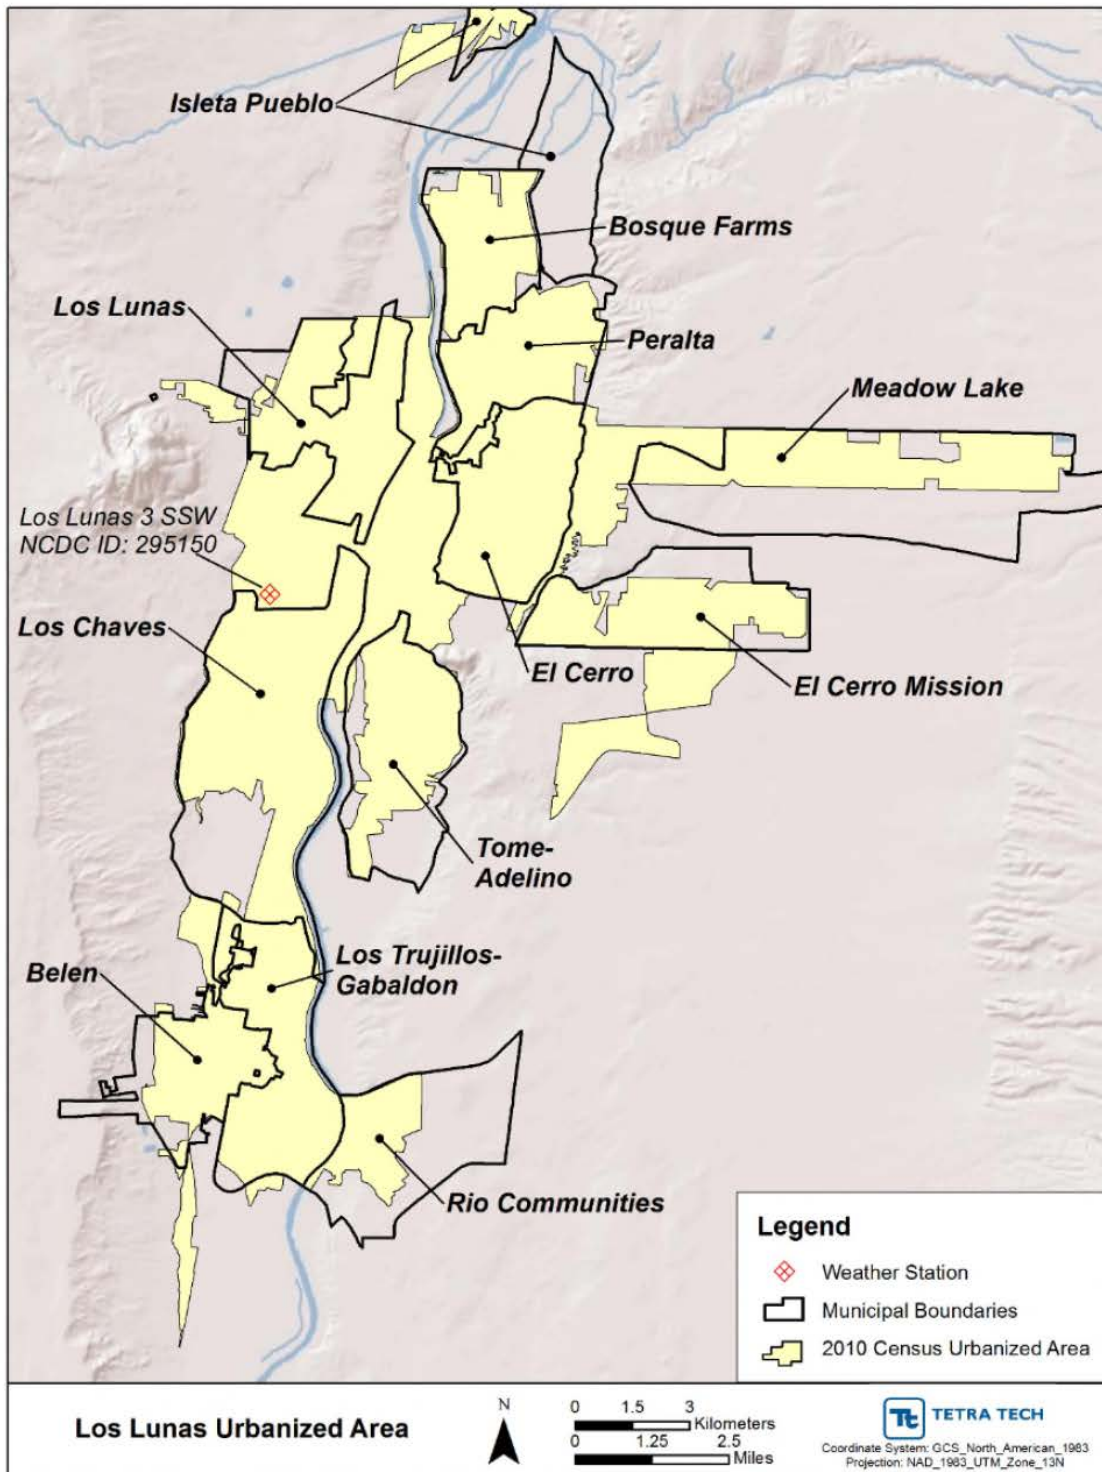 Isleta Pueblo
Bosque Farms
Los Lunas
Peralta
Meadow Lake
Los Lunas 3 SSW
NCDC ID: 295150
Los Chaves
El Cerro
El Cerro Mission
Tome-
Adelino
Los Trujillos-
Gabaldon
Belen
Rio Communities
Legend
Weather Station
Municipal Boundaries
2010 Census Urbanized Area
Los Lunas Urbanized Area
N
0 1.5 3
Kilometers
0 1.25 2.5
Miles
Tt TETRA TECH
Coordinate System: GCS_North_American_1983
Projection: NAD_1983_UTM_Zone_13N